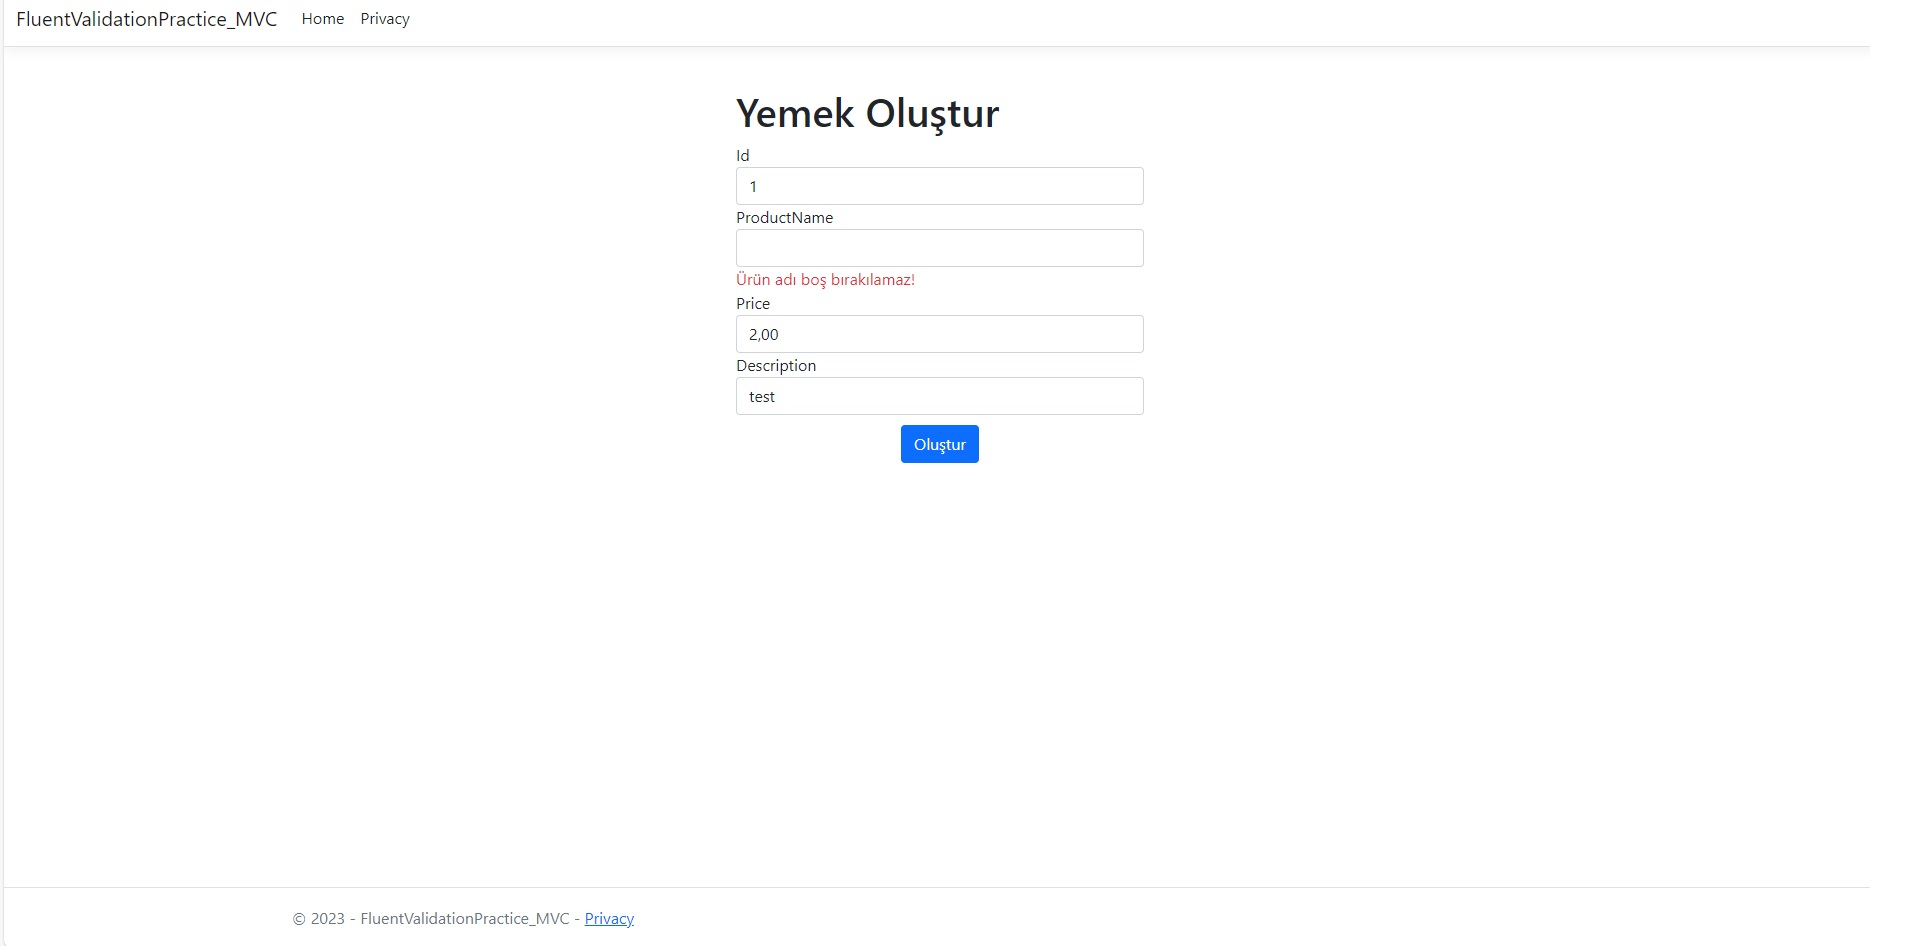 FluentValidationPractice_MVC Home Privacy
Yemek Oluştur
Id
1
ProductName
Ürün adı boş bırakılamaz!
Price
2,00
Description
test
Oluştur
© 2023 - FluentValidationPractice_MVC - Privacy